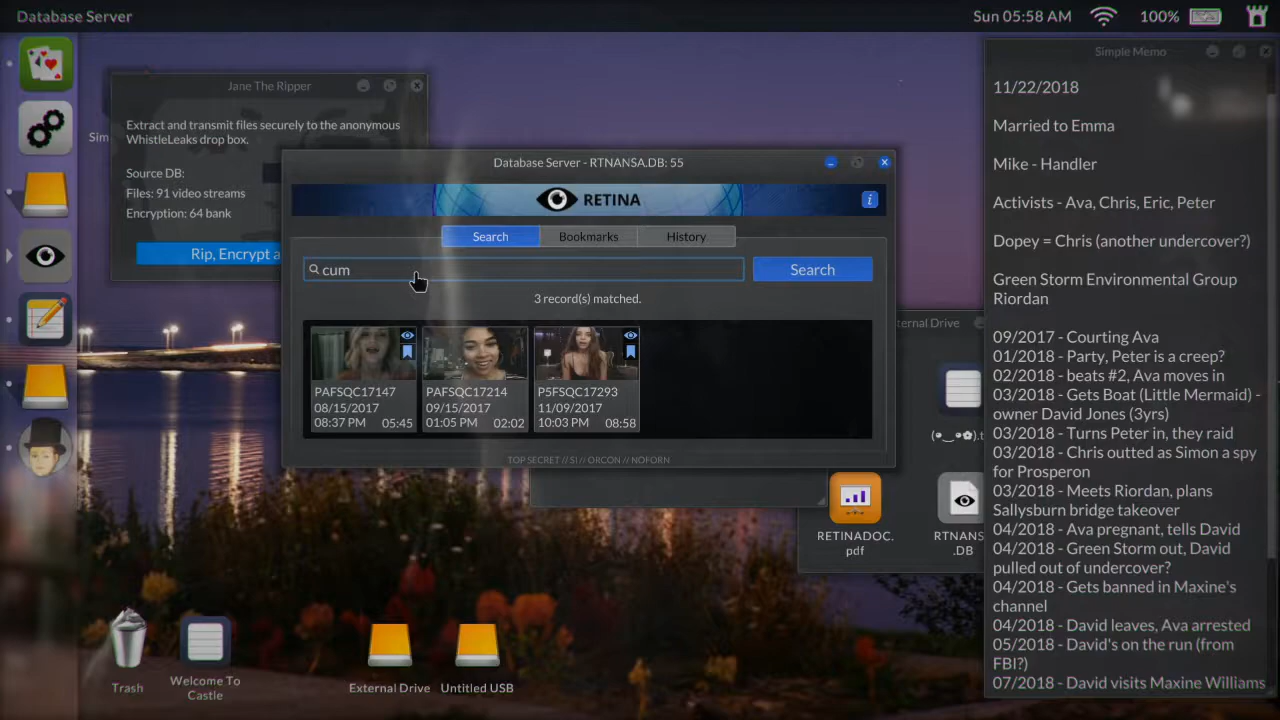 Database Server
Sun 05:58 AM
100%
Jane The Ripper
Extract and transmit files securely to the anonymous
WhistleLeaks drop box.
Source DB:
Files: 91 video streams
Encryption: 64 bank
Rip, Encrypt a
Sim
Database Server - RTNANSA.DB: 55
RETINA
i
Search
Bookmarks
History
cum
Search
3 record(s) matched.
PAFSQC17147
08/15/2017
08:37 PM 05:45
PAFSQC17214
09/15/2017
01:05 PM 02:02
P5FSQC17293
11/09/2017
10:03 PM 08:58
TOP SECRET // SI // ORCON // NOFORN
ternal Drive
(•‿•✿).t
RETINADOC.
pdf
RTNANS
.DB
Simple Memo
11/22/2018
Married to Emma
Mike - Handler
Activists - Ava, Chris, Eric, Peter
Dopey = Chris (another undercover?)
Green Storm Environmental Group
Riordan
09/2017 - Courting Ava
01/2018 - Party, Peter is a creep?
02/2018 - beats #2, Ava moves in
03/2018 - Gets Boat (Little Mermaid) -
owner David Jones (3yrs)
03/2018 - Turns Peter in, they raid
03/2018 - Chris outted as Simon a spy
for Prosperon
03/2018 - Meets Riordan, plans
Sallysburn bridge takeover
04/2018 - Ava pregnant, tells David
04/2018 - Green Storm out, David
pulled out of undercover?
04/2018 - Gets banned in Maxine's
channel
04/2018 - David leaves, Ava arrested
05/2018 - David's on the run (from
FBI?)
07/2018 - David visits Maxine Williams
Trash
Welcome To
Castle
External Drive
Untitled USB